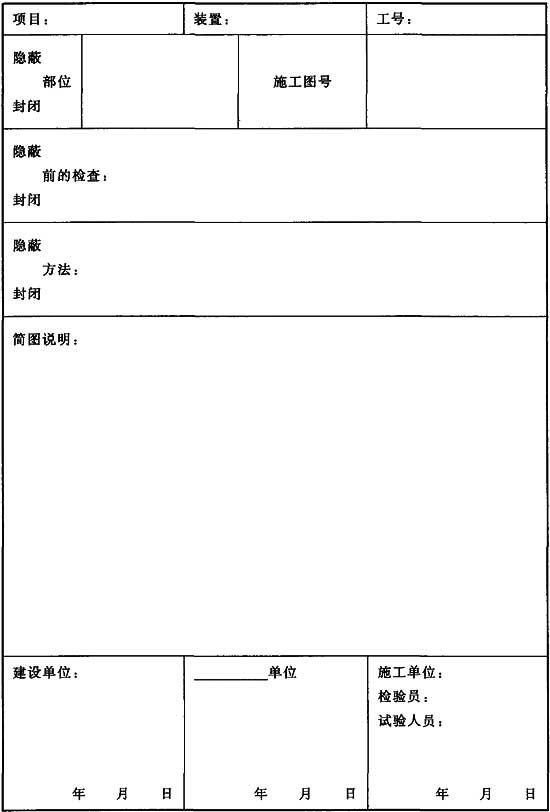 项目：
装置：
工号：
隐蔽
部位
封闭
施工图号
隐蔽
前的检查：
封闭
隐蔽
方法：
封闭
简图说明：
建设单位：
年 月 日
________单位
年 月 日
施工单位：
检验员：
试验人员：
年 月 日